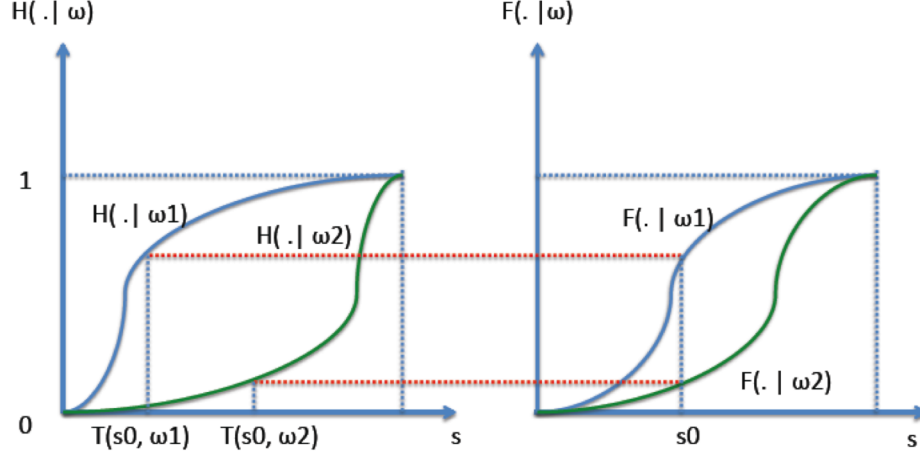 H( . | ω)
F(. |ω)
1
H( . | ω1)
H( . | ω2)
F(. | ω1)
F(. | ω2)
0
T(s0, ω1)
T(s0, ω2)
s
s0
s